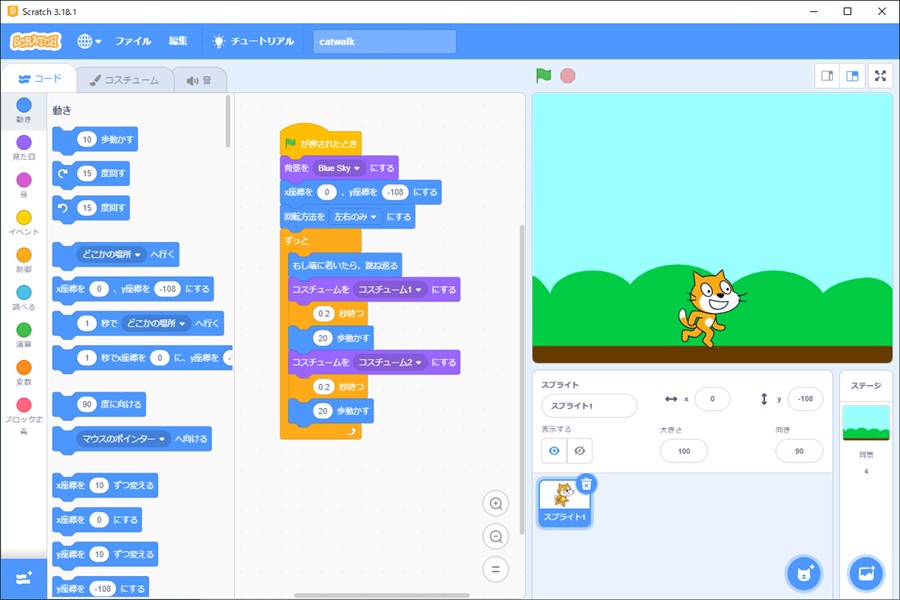 Scratch 3.18.1
SCRATCH
ファイル
編集
チュートリアル
catwalk
コード
コスチューム
音
動き
見た目
音
イベント
制御
調べる
演算
変数
ブロック定義
動き
10 歩動かす
15 度回す
15 度回す
どこかの場所 へ行く
x座標を 0 、y座標を -108 にする
1 秒で どこかの場所 へ行く
1 秒でx座標を 0 に、y座標を
90 度に向ける
マウスのポインター へ向ける
x座標を 10 ずつ変える
x座標を 0 にする
y座標を 10 ずつ変える
y座標を -108 にする
が押されたとき
背景を Blue Sky にする
x座標を 0 、y座標を -108 にする
回転方法を 左右のみ にする
ずっと
もし端に着いたら、跳ね返る
コスチュームを コスチューム1 にする
0.2 秒待つ
20 歩動かす
コスチュームを コスチューム2 にする
0.2 秒待つ
20 歩動かす
スプライト
スプライト1
x 0
y -108
表示する
大きさ
100
向き
90
スプライト1
ステージ
背景
4